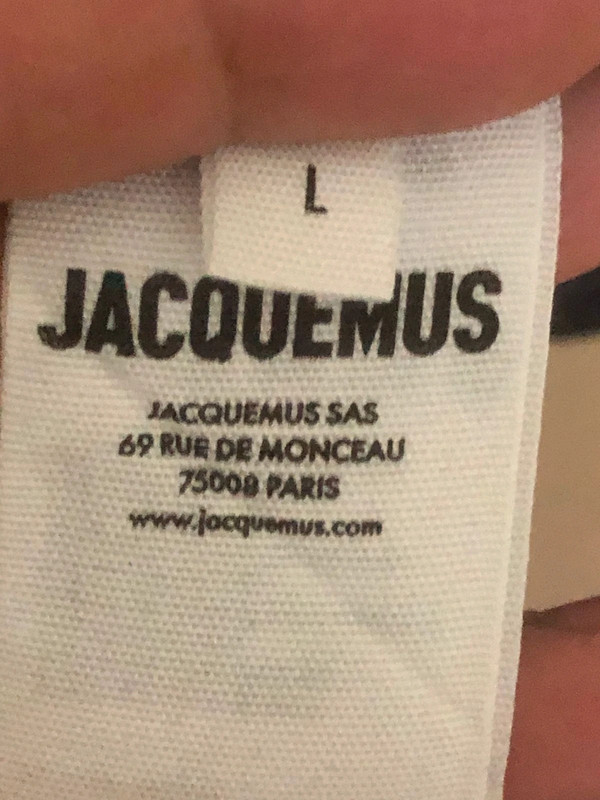 L
JACQUEMUS
JACQUEMUS SAS
69 RUE DE MONCEAU
75008 PARIS
www.jacquemus.com